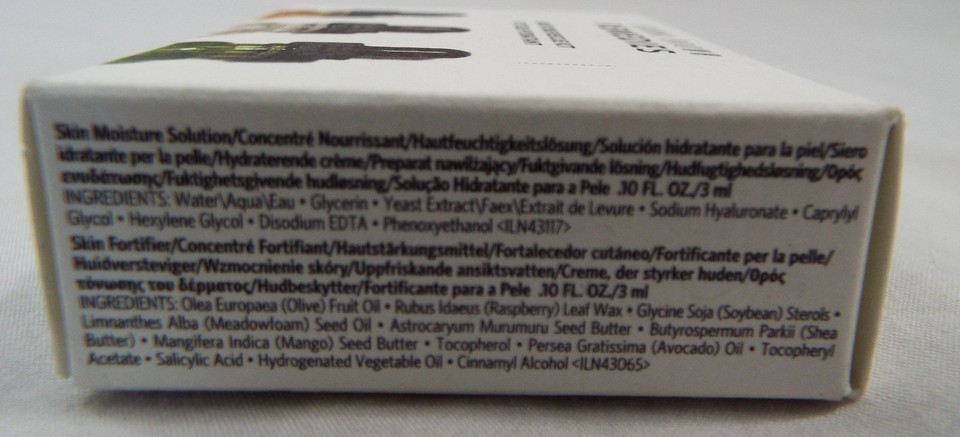 Skin Moisture Solution/Concentré Nourrissant/Hautfeuchtigkeitslösung/Solución hidratante para la piel/Siero
idratante per la pelle/Hydraterende crème/Preparat nawilżający/Fuktgivande lösning/Hudfugtighedsløsning/Ορός
ενυδάτωσης/Fuktighetsgivende hudløsning/Solução Hidratante para a Pele .10 FL. OZ./3 ml
INGREDIENTS: Water\Aqua\Eau • Glycerin • Yeast Extract\Faex\Extrait de Levure • Sodium Hyaluronate • Caprylyl
Glycol • Hexylene Glycol • Disodium EDTA • Phenoxyethanol <ILN43117>
Skin Fortifier/Concentré Fortifiant/Hautstärkungsmittel/Fortalecedor cutáneo/Fortificante per la pelle/
Huidversteviger/Wzmocnienie skóry/Uppfriskande ansiktsvatten/Creme, der styrker huden/Ορός
τόνωσης του δέρματος/Hudbeskytter/Fortificante para a Pele .10 FL. OZ./3 ml
INGREDIENTS: Olea Europaea (Olive) Fruit Oil • Rubus Idaeus (Raspberry) Leaf Wax • Glycine Soja (Soybean) Sterols •
Limnanthes Alba (Meadowfoam) Seed Oil • Astrocaryum Murumuru Seed Butter • Butyrospermum Parkii (Shea
Butter) • Mangifera Indica (Mango) Seed Butter • Tocopherol • Persea Gratissima (Avocado) Oil • Tocopheryl
Acetate • Salicylic Acid • Hydrogenated Vegetable Oil • Cinnamyl Alcohol <ILN43065>